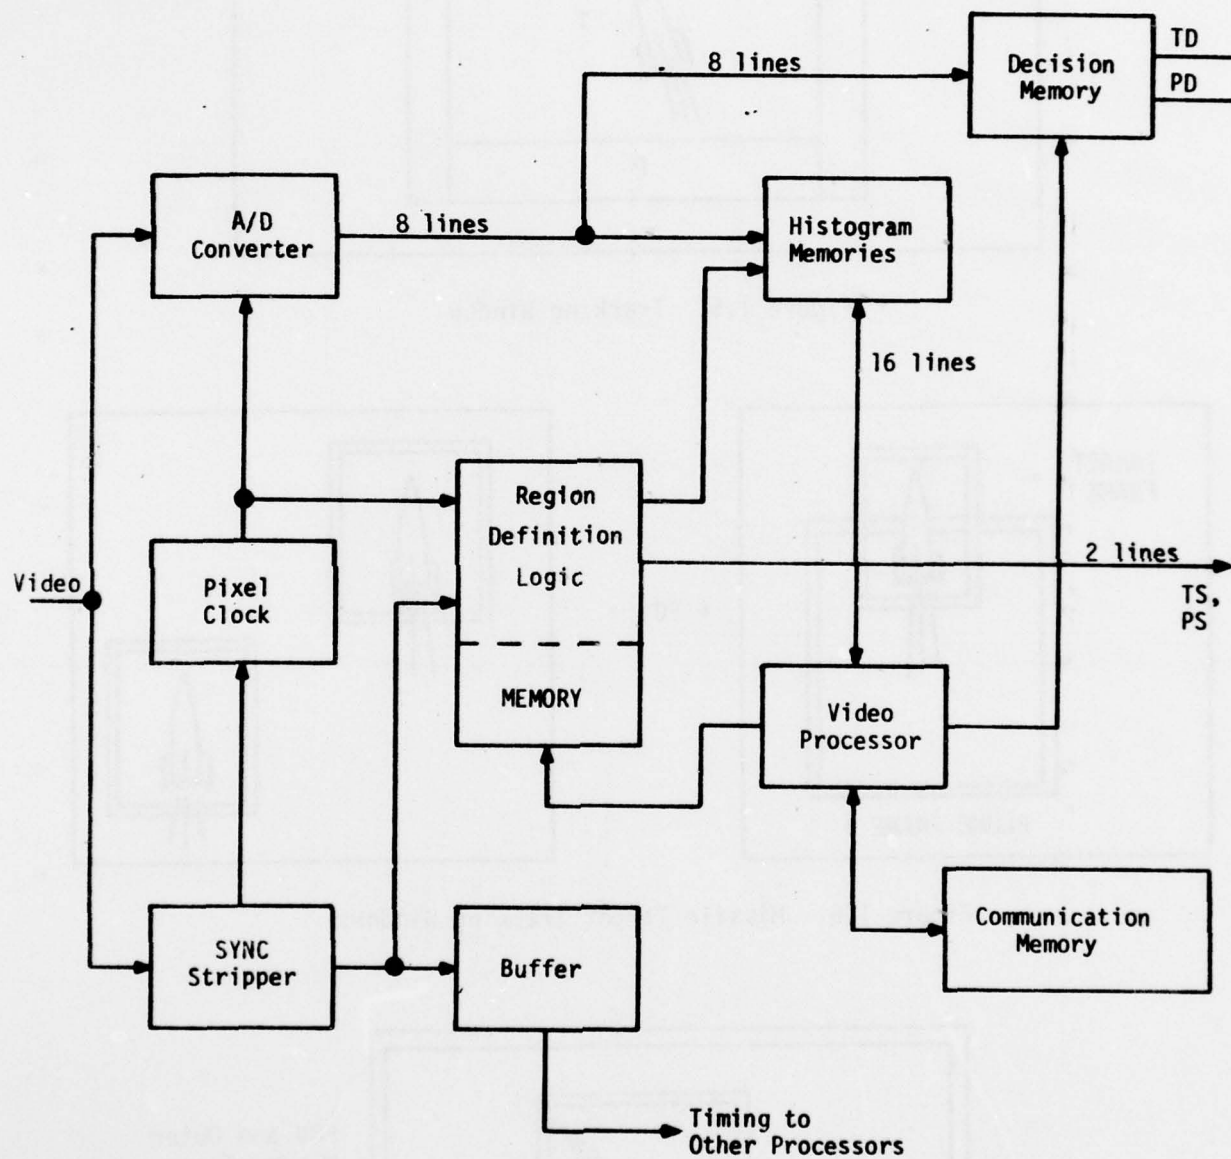 TD
8 lines
Decision
Memory
PD
A/D
Converter
8 lines
Histogram
Memories
16 lines
Region
Definition
Logic
2 lines
TS,
PS
Video
Pixel
Clock
MEMORY
Video
Processor
SYNC
Stripper
Buffer
Communication
Memory
Timing to
Other Processors